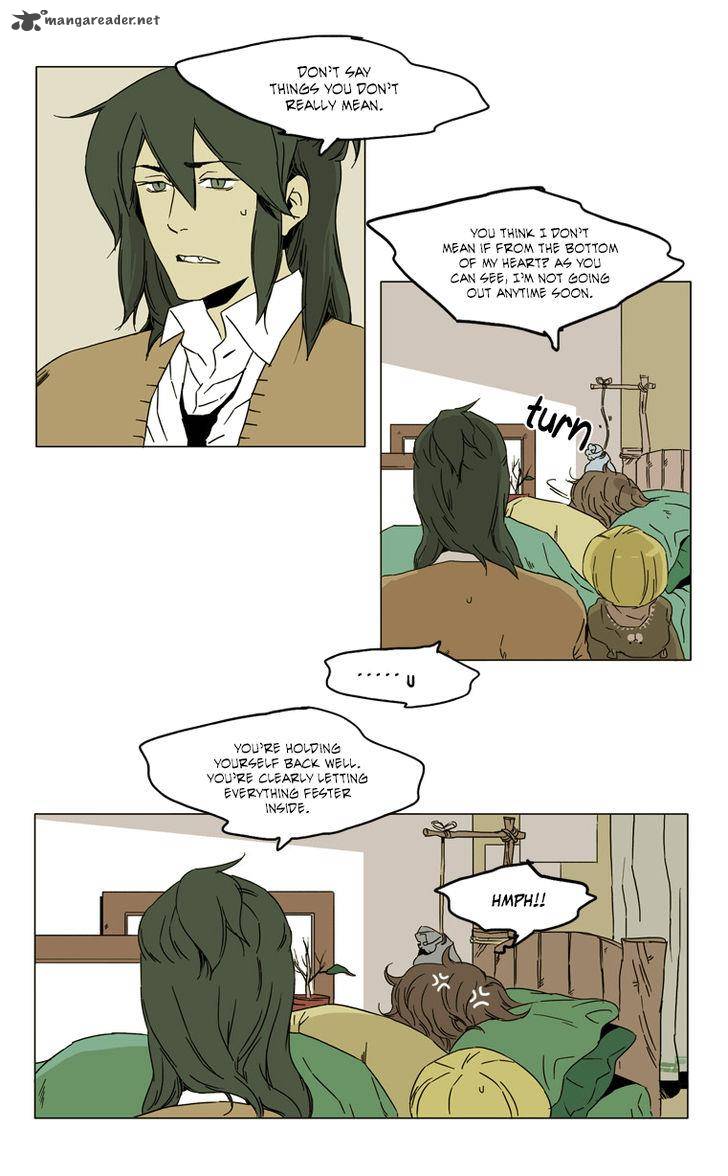 mangareader.net
DON'T SAY
THINGS YOU DON'T
REALLY MEAN.
YOU THINK I DON'T
MEAN IF FROM THE BOTTOM
OF MY HEART? AS YOU
CAN SEE, I'M NOT GOING
OUT ANYTIME SOON.
turn
.....
YOU'RE HOLDING
YOURSELF BACK WELL.
YOU'RE CLEARLY LETTING
EVERYTHING FESTER
INSIDE.
HMPH!!